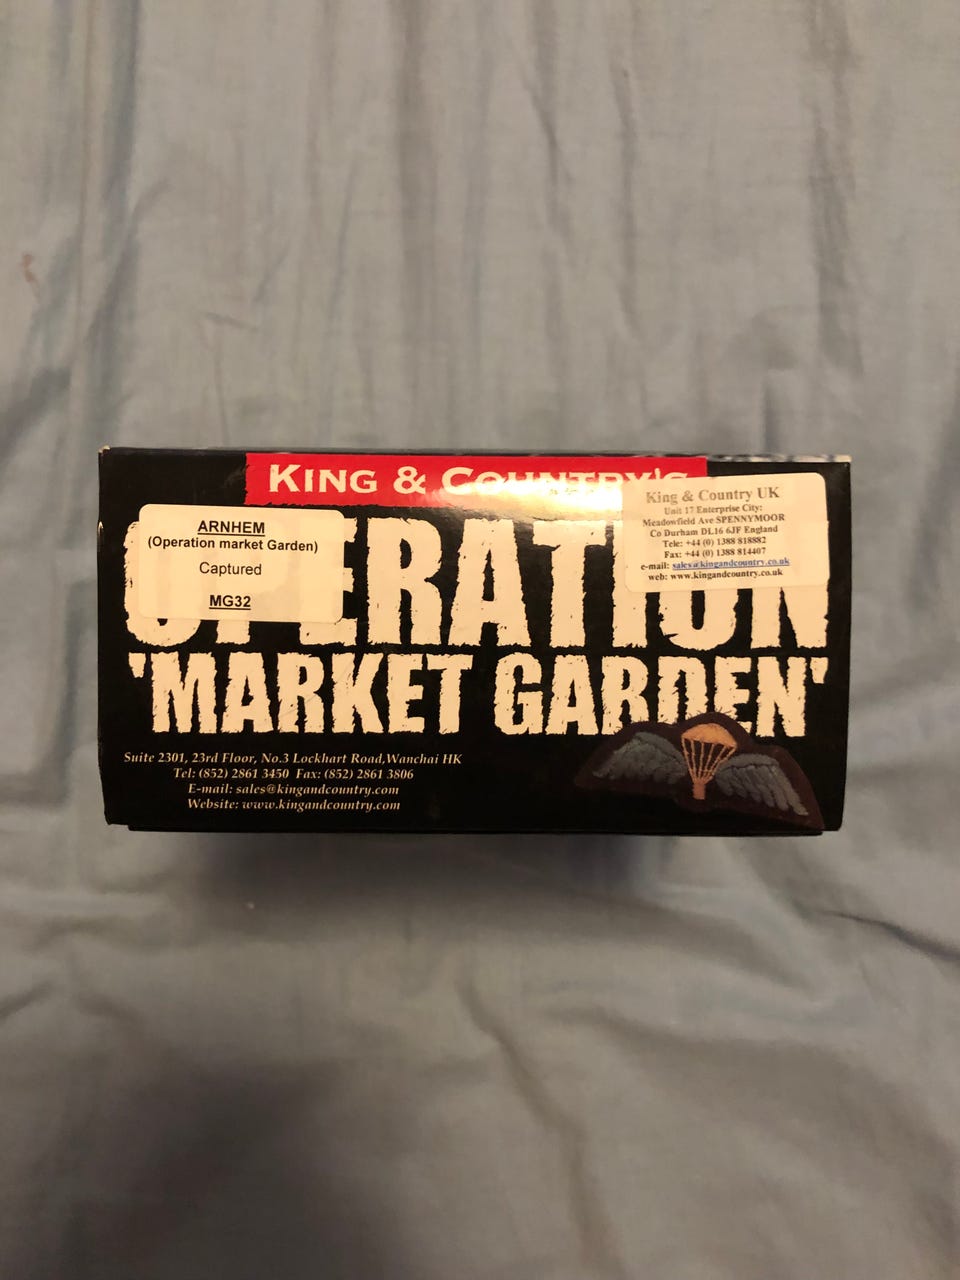 KING & COUNTRY'S
OPERATION
'MARKET GARDEN'
ARNHEM
(Operation market Garden)
Captured
MG32
King & Country UK
Unit 17 Enterprise City:
Meadowfield Ave SPENNYMOOR
Co Durham DL16 6JF England
Tele: +44 (0) 1388 818882
Fax: +44 (0) 1388 814407
e-mail: sales@kingandcountry.co.uk
web: www.kingandcountry.co.uk
Suite 2301, 23rd Floor, No.3 Lockhart Road,Wanchai HK
Tel: (852) 2861 3450 Fax: (852) 2861 3806
E-mail: sales@kingandcountry.com
Website: www.kingandcountry.com